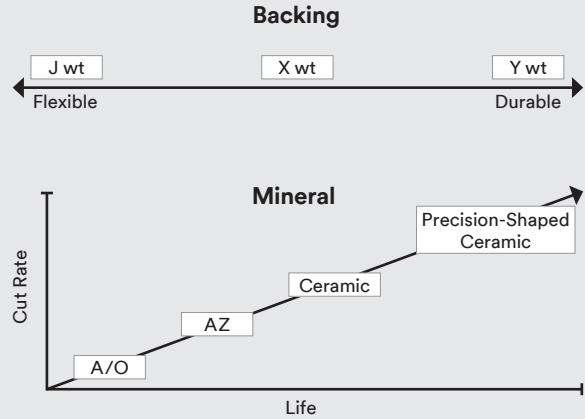 Backing
J wt X wt Y wt
Flexible Durable
Mineral
Precision-Shaped
Ceramic
Ceramic
AZ
A/O
Cut Rate
Life